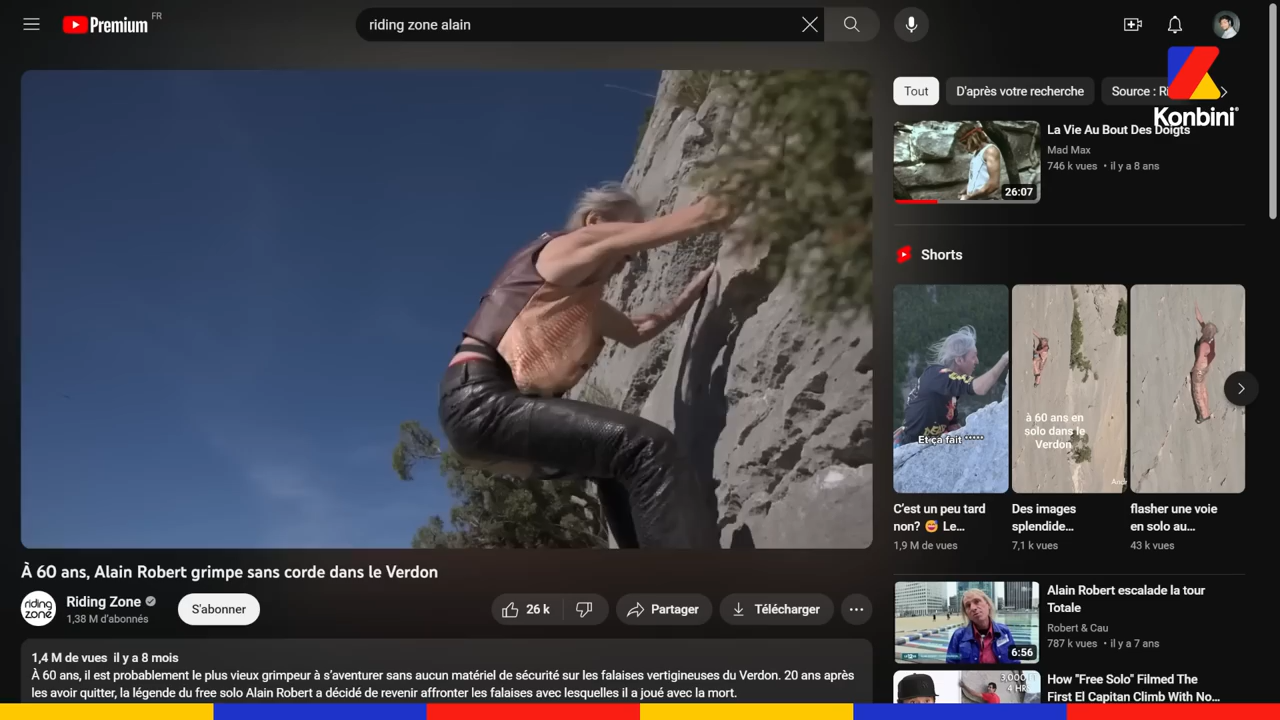 Premium FR
riding zone alain
Konbini
Tout
D'après votre recherche
Source : Ri
La Vie Au Bout Des Doigts
Mad Max
746 k vues • il y a 8 ans
26:07
Shorts
Et ça fait *****
à 60 ans en
solo dans le
Verdon
C'est un peu tard
non? 😅 Le...
1,9 M de vues
Des images
splendide...
7,1 k vues
flasher une voie
en solo au...
43 k vues
À 60 ans, Alain Robert grimpe sans corde dans le Verdon
riding
zone
Riding Zone
1,38 M d'abonnés
S'abonner
26 k
Partager
Télécharger
1,4 M de vues il y a 8 mois
À 60 ans, il est probablement le plus vieux grimpeur à s'aventurer sans aucun matériel de sécurité sur les falaises vertigineuses du Verdon. 20 ans après
les avoir quitter, la légende du free solo Alain Robert a décidé de revenir affronter les falaises avec lesquelles il a joué avec la mort.
Alain Robert escalade la tour
Totale
Robert & Cau
787 k vues • il y a 7 ans
6:56
How "Free Solo" Filmed The
First El Capitan Climb With No...
4 HR